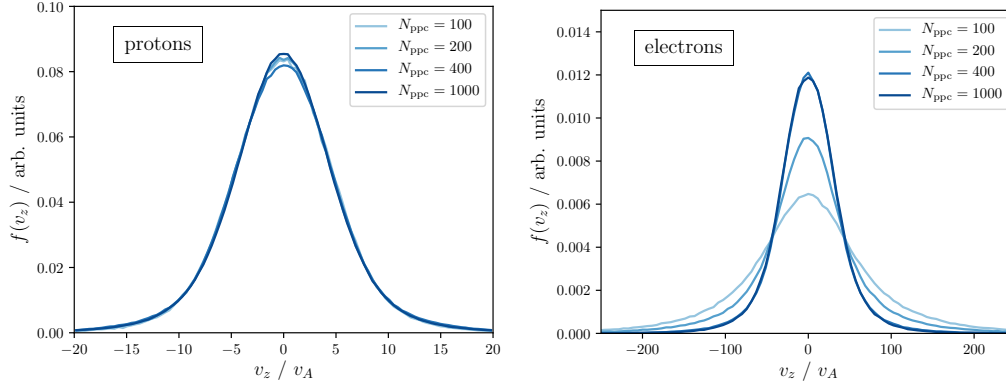 protons
N_ppc = 100
N_ppc = 200
N_ppc = 400
N_ppc = 1000
0.10
0.08
0.06
0.04
0.02
0.00
f(v_z) / arb. units
−20 −15 −10 −5 0 5 10 15 20
v_z / v_A
electrons
N_ppc = 100
N_ppc = 200
N_ppc = 400
N_ppc = 1000
0.014
0.012
0.010
0.008
0.006
0.004
0.002
0.000
f(v_z) / arb. units
−200 −100 0 100 200
v_z / v_A